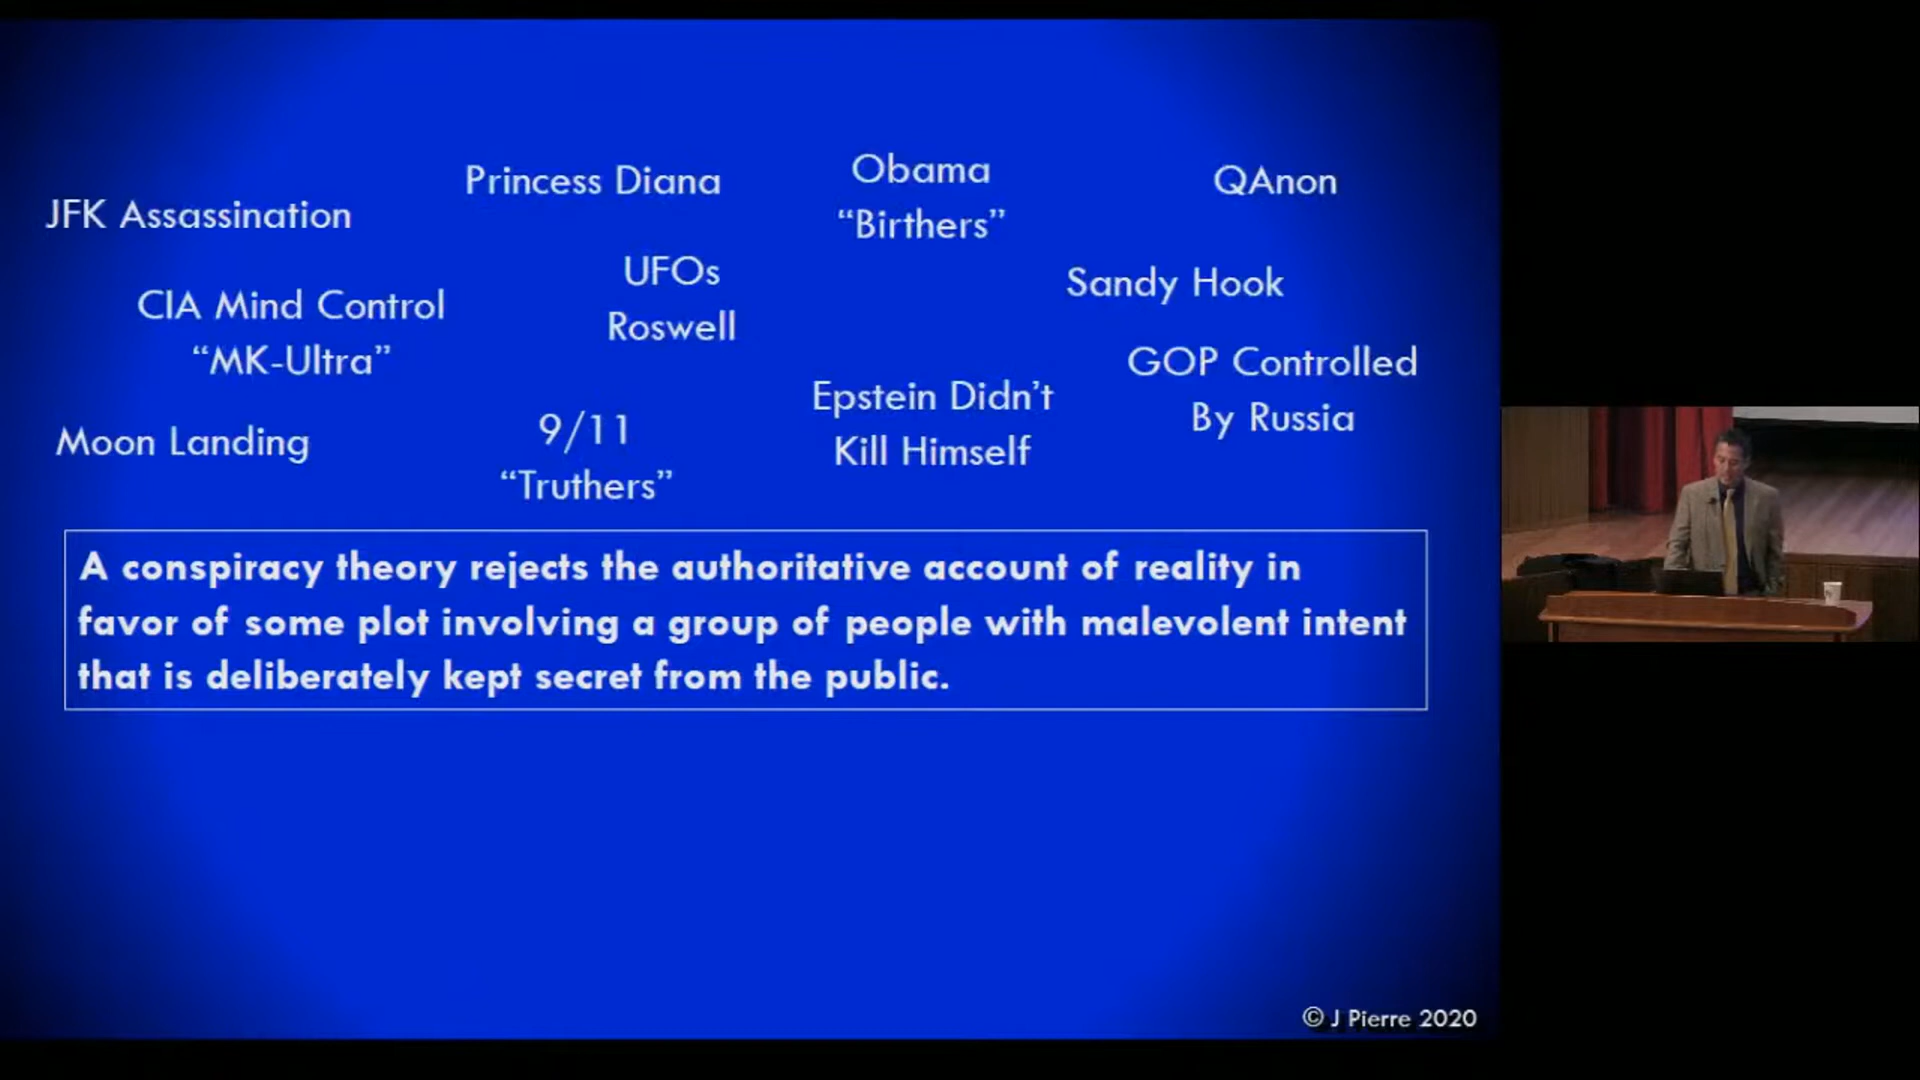 JFK Assassination
Princess Diana
Obama
“Birthers”
QAnon
CIA Mind Control
“MK-Ultra”
UFOs
Roswell
Sandy Hook
GOP Controlled
By Russia
Moon Landing
9/11
“Truthers”
Epstein Didn’t
Kill Himself
A conspiracy theory rejects the authoritative account of reality in
favor of some plot involving a group of people with malevolent intent
that is deliberately kept secret from the public.
© J Pierre 2020